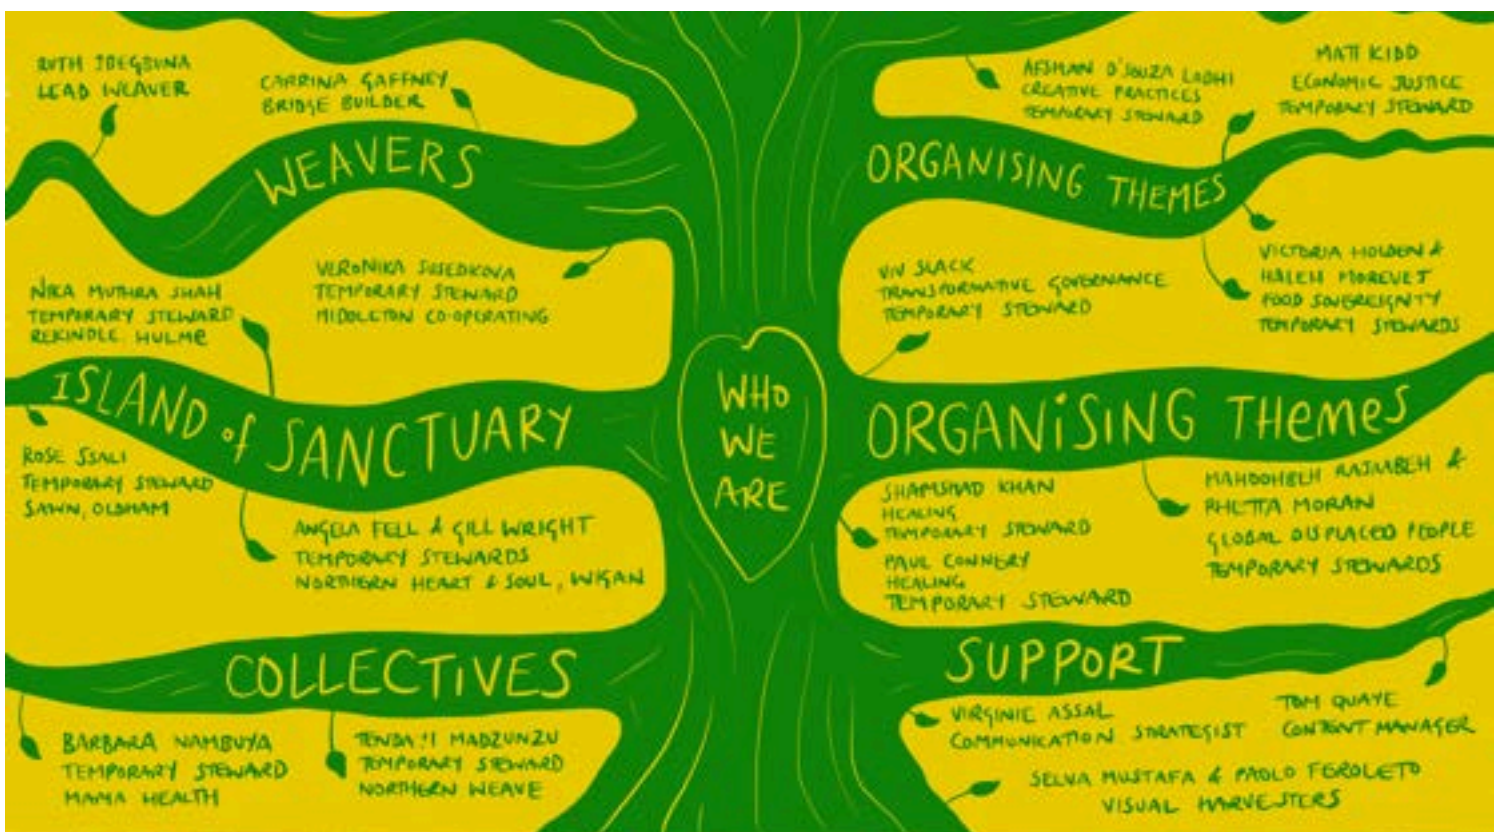 RUTH IBEGBUNA
LEAD WEAVER
CARRINA GAFFNEY
BRIDGE BUILDER
WEAVERS
NIKA MUTHRA SHAH
TEMPORARY STEWARD
REKINDLE HULME
VERONIKA SUSEDKOVA
TEMPORARY STEWARD
MIDDLETON CO-OPERATING
ISLAND of SANCTUARY
ROSE SSALI
TEMPORARY STEWARD
SAWN, OLDHAM
ANGELA FELL & GILL WRIGHT
TEMPORARY STEWARDS
NORTHERN HEART & SOUL, WIGAN
COLLECTIVES
BARBARA NAMBUYA
TEMPORARY STEWARD
MAMA HEALTH
MADZUNZU
TEMPORARY STEWARD
NORTHERN WEAVE
WHO
WE
ARE
AFSHAN D'SOUZA LODHI
CREATIVE PRACTICES
TEMPORARY STEWARD
MATT KIDD
ECONOMIC JUSTICE
TEMPORARY STEWARD
ORGANISING THEMES
VIV SLACK
TRANSFORMATIVE GOVERNANCE
TEMPORARY STEWARD
VICTORIA HOLDEN &
FOOD SOVEREIGNTY
TEMPORARY STEWARDS
ORGANISING THEMES
SHAMSHAD KHAN
HEALING
TEMPORARY STEWARD
PAUL CONNERY
HEALING
TEMPORARY STEWARD
&
RHETTA MORAN
GLOBAL DISPLACED PEOPLE
TEMPORARY STEWARDS
SUPPORT
VIRGINIE ASSAL
COMMUNICATION STRATEGIST
TOM QUAYE
CONTENT MANAGER
SELVA MUSTAFA & PAOLO FEROLETO
VISUAL HARVESTERS